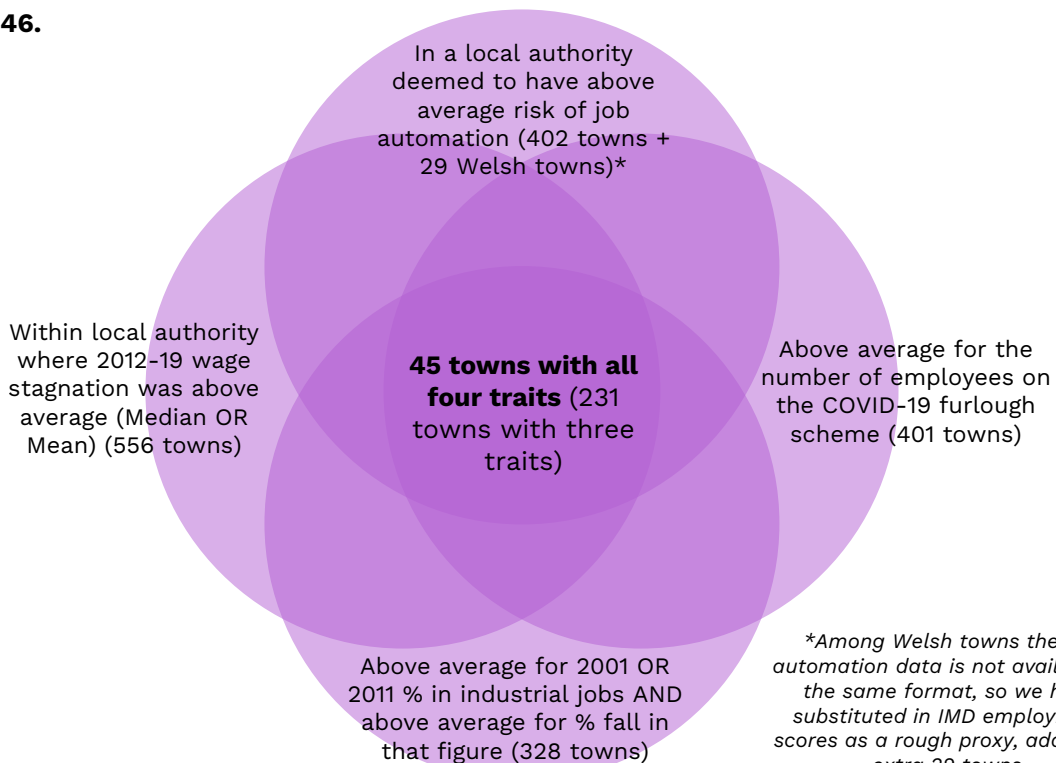 46.
In a local authority
deemed to have above
average risk of job
automation (402 towns +
29 Welsh towns)*
Within local authority
where 2012-19 wage
stagnation was above
average (Median OR
Mean) (556 towns)
45 towns with all
four traits (231
towns with three
traits)
Above average for the
number of employees on
the COVID-19 furlough
scheme (401 towns)
Above average for 2001 OR
2011 % in industrial jobs AND
above average for % fall in
that figure (328 towns)
*Among Welsh towns the
automation data is not
the same format, so we
substituted in IMD
scores as a rough proxy,
extra 29 towns